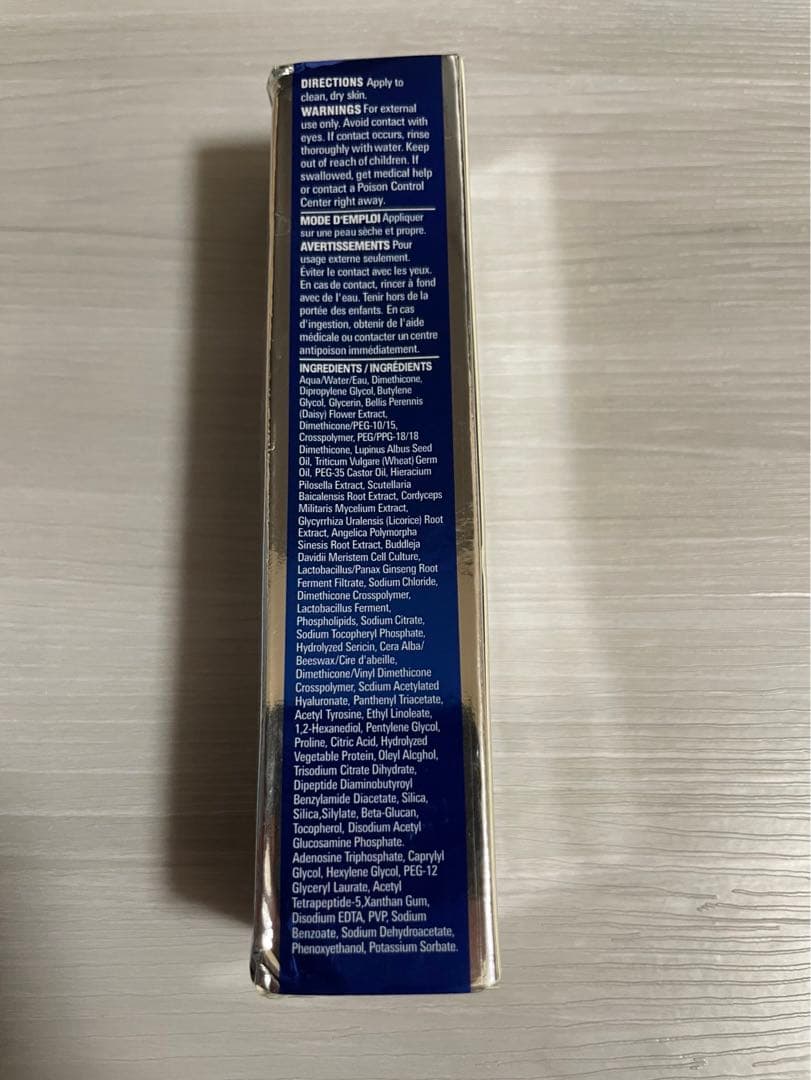 DIRECTIONS Apply to
clean, dry skin.
WARNINGS For external
use only. Avoid contact with
eyes. If contact occurs, rinse
thoroughly with water. Keep
out of reach of children. If
swallowed, get medical help
or contact a Poison Control
Center right away.
MODE D'EMPLOI Appliquer
sur une peau sèche et propre.
AVERTISSEMENTS Pour
usage externe seulement.
Éviter le contact avec les yeux.
En cas de contact, rincer à fond
avec de l'eau. Tenir hors de la
portée des enfants. En cas
d'ingestion, obtenir de l'aide
médicale ou contacter un centre
antipoison immédiatement.
INGREDIENTS / INGRÉDIENTS
Aqua/Water/Eau, Dimethicone,
Dipropylene Glycol, Butylene
Glycol, Glycerin, Bellis Perennis
(Daisy) Flower Extract,
Dimethicone/PEG-10/15,
Crosspolymer, PEG/PPG-18/18
Dimethicone, Lupinus Albus Seed
Oil, Triticum Vulgare (Wheat) Germ
Oil, PEG-35 Castor Oil, Hieracium
Pilosella Extract, Scutellaria
Baicalensis Root Extract, Cordyceps
Militaris Mycelium Extract,
Glycyrrhiza Uralensis (Licorice) Root
Extract, Angelica Polymorpha
Sinesis Root Extract, Buddleja
Davidii Meristem Cell Culture,
Lactobacillus/Panax Ginseng Root
Ferment Filtrate, Sodium Chloride,
Dimethicone Crosspolymer,
Lactobacillus Ferment,
Phospholipids, Sodium Citrate,
Sodium Tocopheryl Phosphate,
Hydrolyzed Sericin, Cera Alba/
Beeswax/Cire d'abeille,
Dimethicone/Vinyl Dimethicone
Crosspolymer, Scdium Acetylated
Hyaluronate, Panthenyl Triacetate,
Acetyl Tyrosine, Ethyl Linoleate,
1,2-Hexanediol, Pentylene Glycol,
Proline, Citric Acid, Hydrolyzed
Vegetable Protein, Oleyl Alcghol,
Trisodium Citrate Dihydrate,
Dipeptide Diaminobutyroyl
Benzylamide Diacetate, Silica,
Silica,Silylate, Beta-Glucan,
Tocopherol, Disodium Acetyl
Glucosamine Phosphate.
Adenosine Triphosphate, Caprylyl
Glycol, Hexylene Glycol, PEG-12
Glyceryl Laurate, Acetyl
Tetrapeptide-5,Xanthan Gum,
Disodium EDTA, PVP, Sodium
Benzoate, Sodium Dehydroacetate,
Phenoxyethanol, Potassium Sorbate.